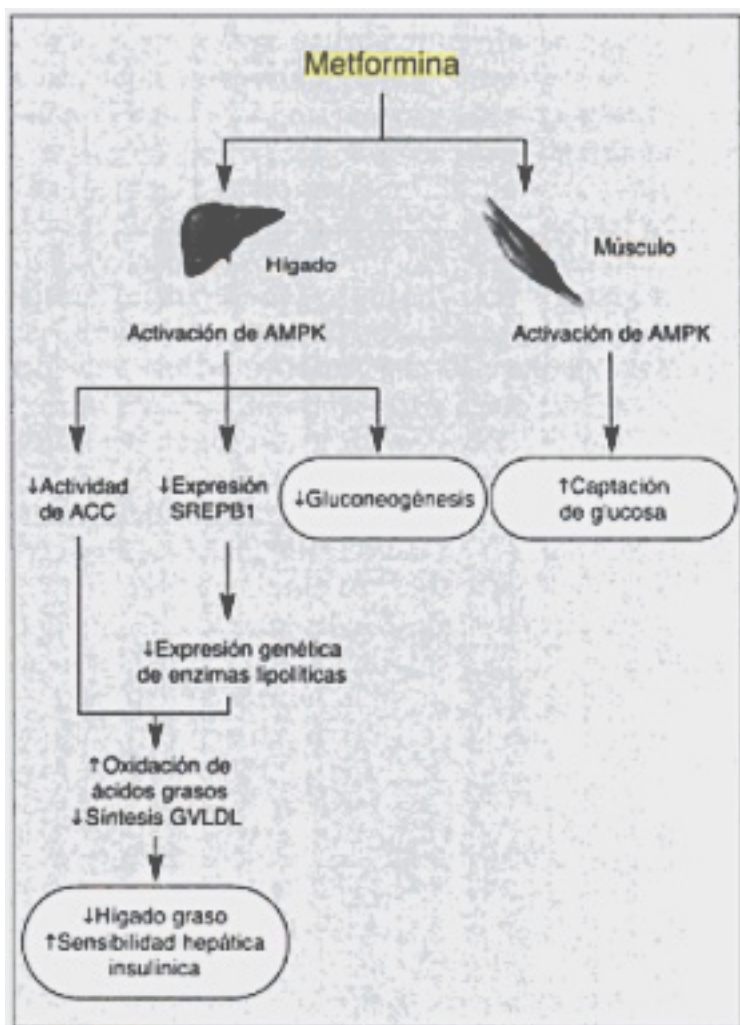 Metformina
Hígado
Músculo
Activación de AMPK
Activación de AMPK
↓Actividad
de ACC
↓Expresión
SREPB1
↓Gluconeogénesis
↑Captación
de glucosa
↓Expresión genética
de enzimas lipolíticas
↑Oxidación de
ácidos grasos
↓Síntesis GVLDL
↓Hígado graso
↑Sensibilidad hepática
insulínica